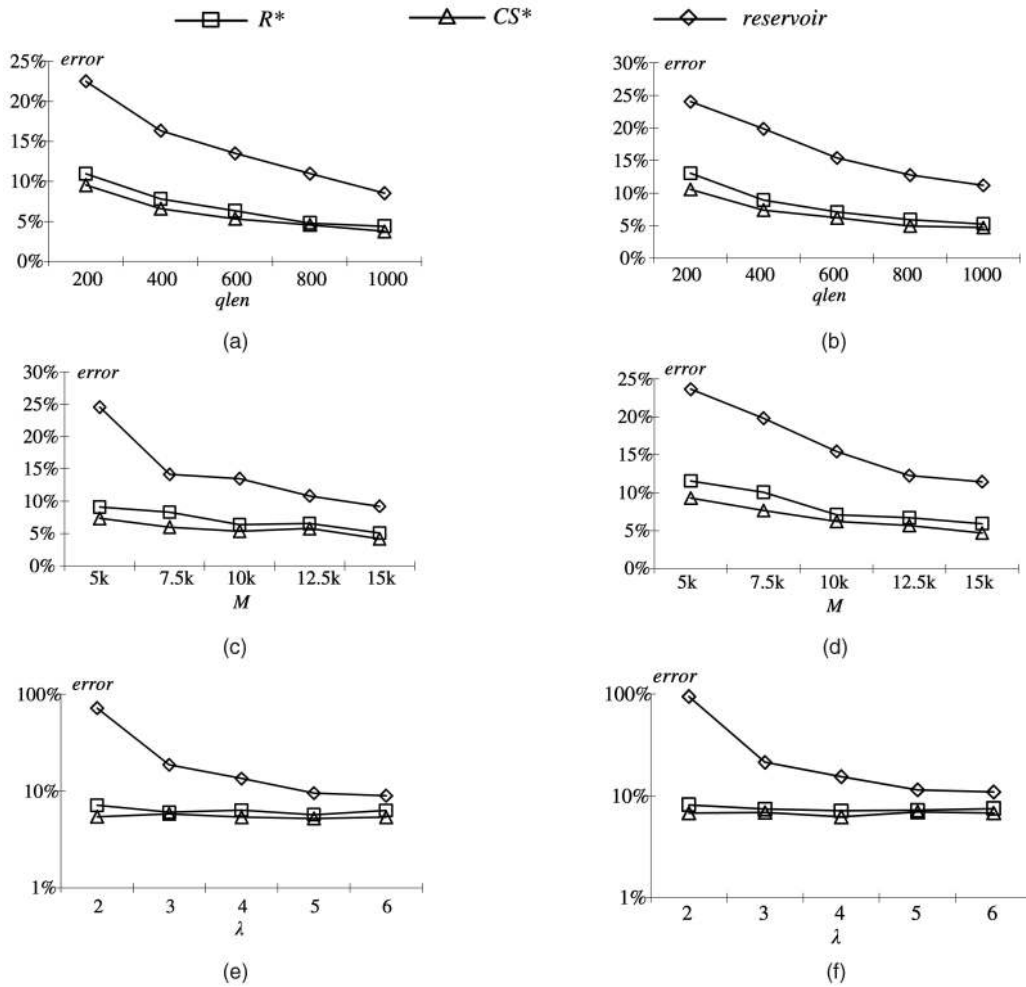 R* CS* reservoir
error
25%
20%
15%
10%
5%
0%
200 400 600 800 1000
qlen
(a)
error
30%
25%
20%
15%
10%
5%
0%
200 400 600 800 1000
qlen
(b)
error
30%
25%
20%
15%
10%
5%
0%
5k 7.5k 10k 12.5k 15k
M
(c)
error
25%
20%
15%
10%
5%
0%
5k 7.5k 10k 12.5k 15k
M
(d)
error
100%
10%
1%
2 3 4 5 6
λ
(e)
error
100%
10%
1%
2 3 4 5 6
λ
(f)